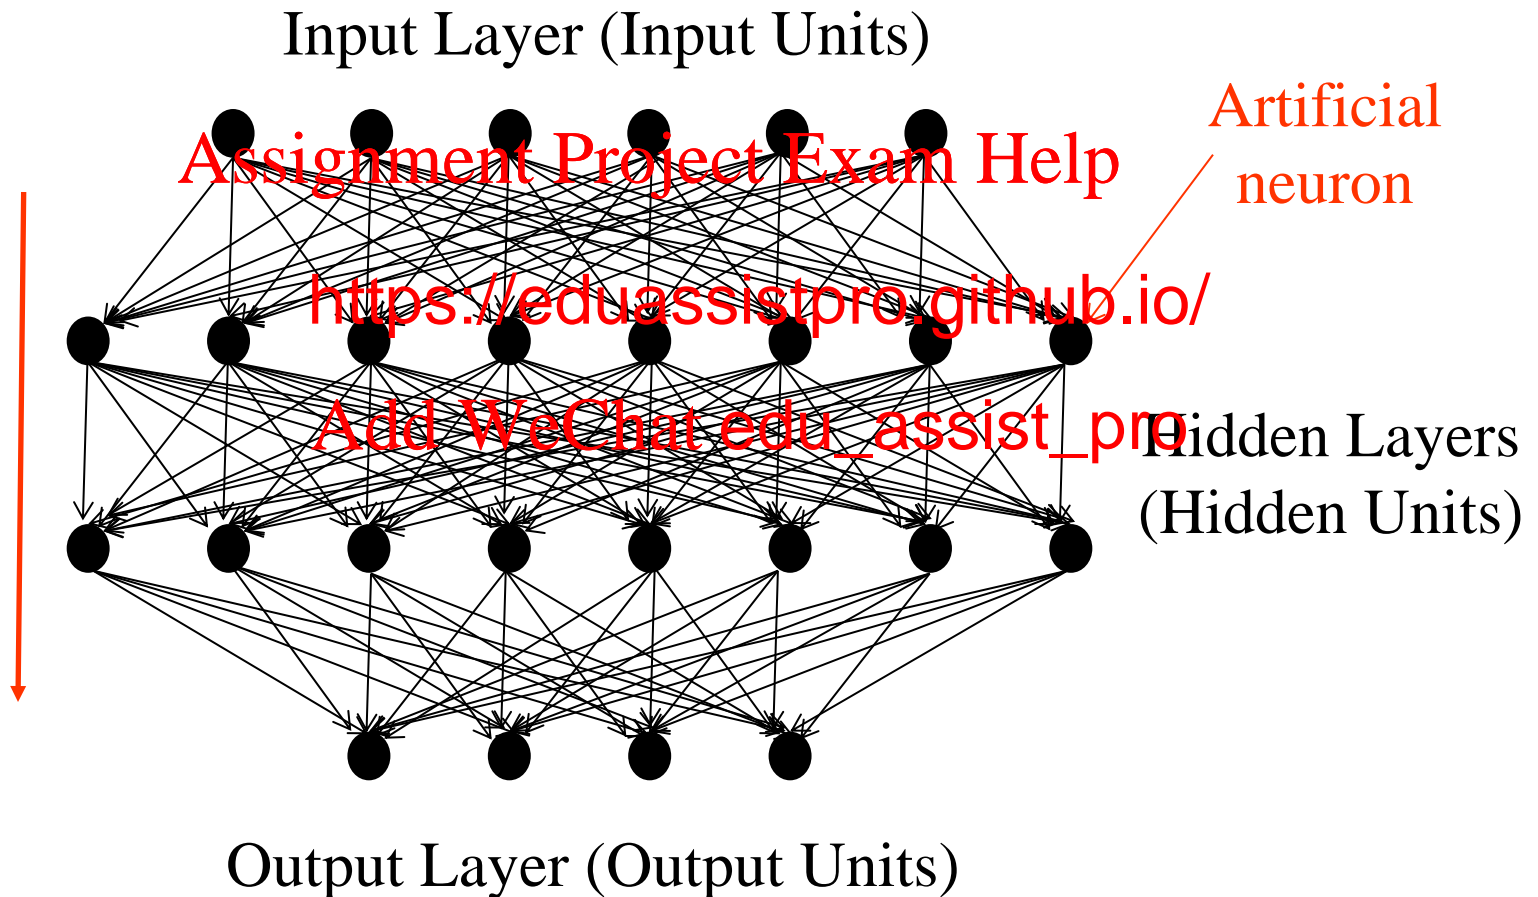 Input Layer (Input Units)
Artificial
neuron
Assignment Project Exam Help
https://eduassistpro.github.io/
Add WeChat edu_assist_pro
Hidden Layers
(Hidden Units)
Output Layer (Output Units)